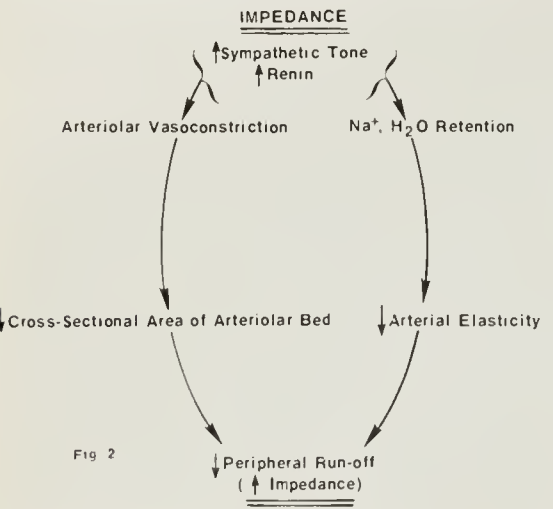 IMPEDANCE
↑Sympathetic Tone
↑Renin
Arteriolar Vasoconstriction
Na⁺, H₂O Retention
↓Cross-Sectional Area of Arteriolar Bed
↓Arterial Elasticity
Fig 2
↓Peripheral Run-off
(↑Impedance)